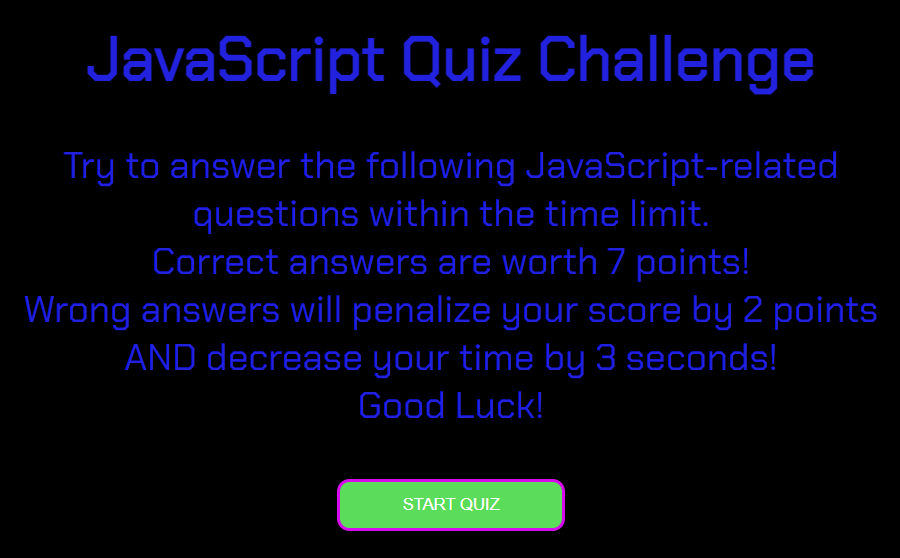 JavaScript Quiz Challenge
Try to answer the following JavaScript-related
questions within the time limit.
Correct answers are worth 7 points!
Wrong answers will penalize your score by 2 points
AND decrease your time by 3 seconds!
Good Luck!
START QUIZ